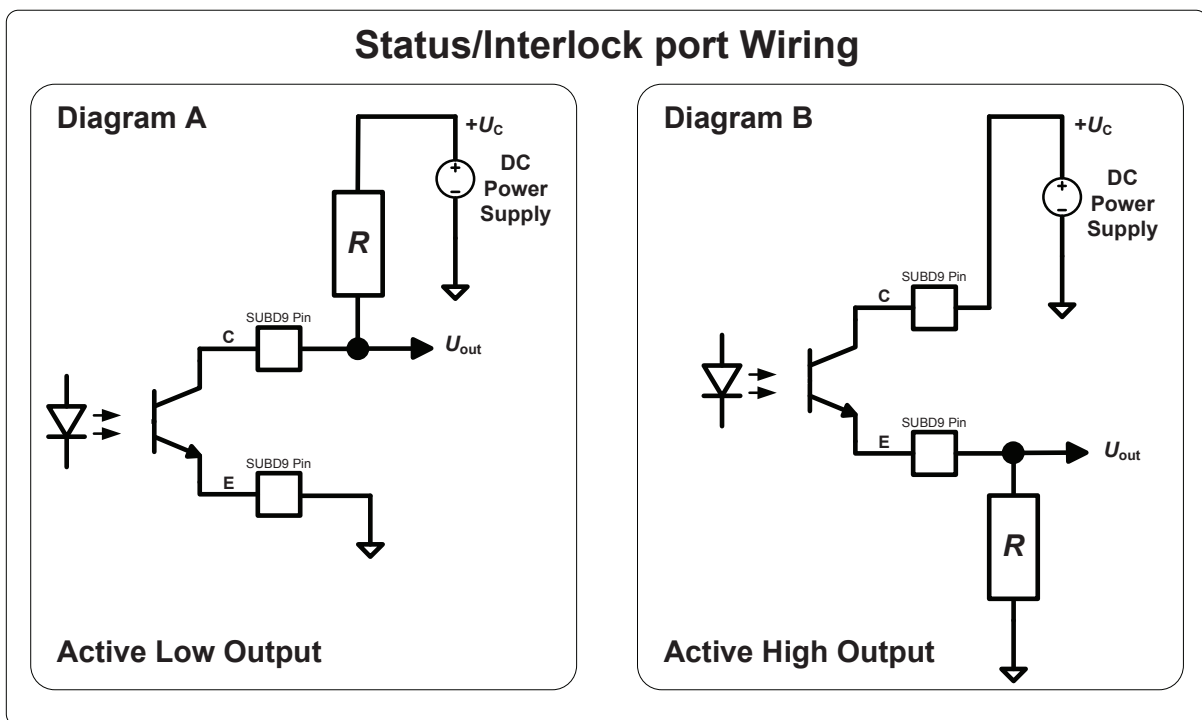 Status/Interlock port Wiring
Diagram A
+UC
DC
Power
Supply
R
SUBD9 Pin
C
Uout
SUBD9 Pin
E
Active Low Output
Diagram B
+UC
DC
Power
Supply
SUBD9 Pin
C
SUBD9 Pin
E
Uout
R
Active High Output